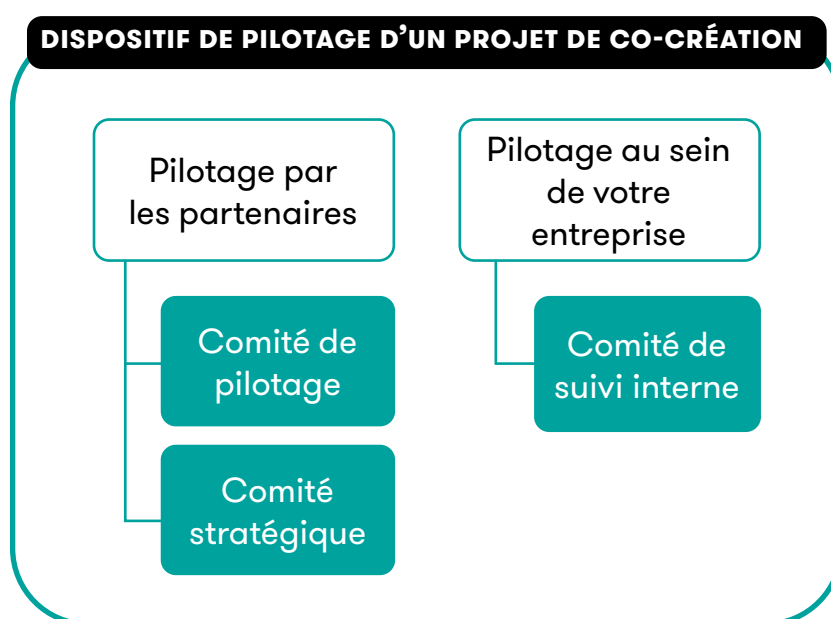 DISPOSITIF DE PILOTAGE D’UN PROJET DE CO-CRÉATION
Pilotage par
les partenaires
Comité de
pilotage
Comité
stratégique
Pilotage au sein
de votre
entreprise
Comité de
suivi interne